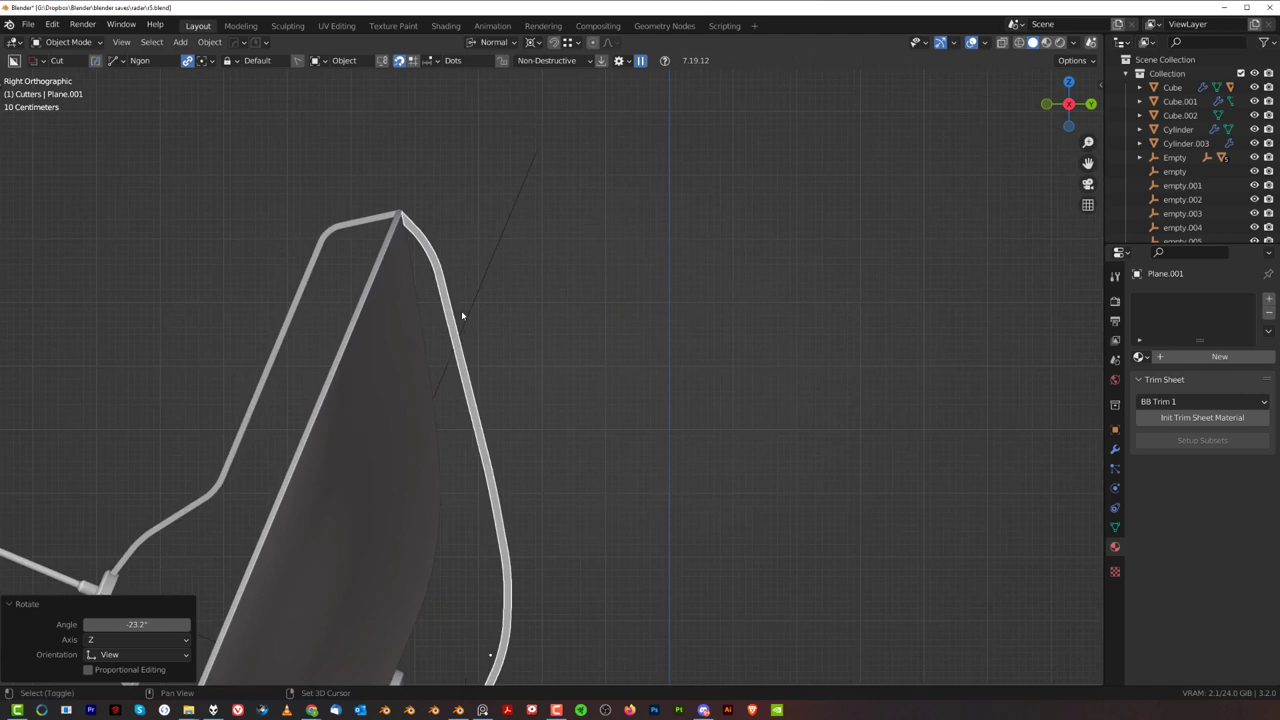 Blender* [G:\Dropbox\Blender\blender saves\radar\r5.blend]
File Edit Render Window Help Layout Modeling Sculpting UV Editing Texture Paint Shading Animation Rendering Compositing Geometry Nodes Scripting + Scene ViewLayer
Object Mode View Select Add Object Normal
Cut Ngon Default Object Dots Non-Destructive 7.19.12 Options
Right Orthographic
(1) Cutters | Plane.001
10 Centimeters
Z
Y
X
Scene Collection
Collection
Cube
Cube.001
Cube.002
Cylinder
Cylinder.003
Empty 5
empty
empty.001
empty.002
empty.003
empty.004
empty.005
Plane.001
New
Trim Sheet
BB Trim 1
Init Trim Sheet Material
Setup Subsets
Rotate
Angle -23.2°
Axis Z
Orientation View
Proportional Editing
Select (Toggle) Pan View Set 3D Cursor VRAM: 2.1/24.0 GiB | 3.2.0